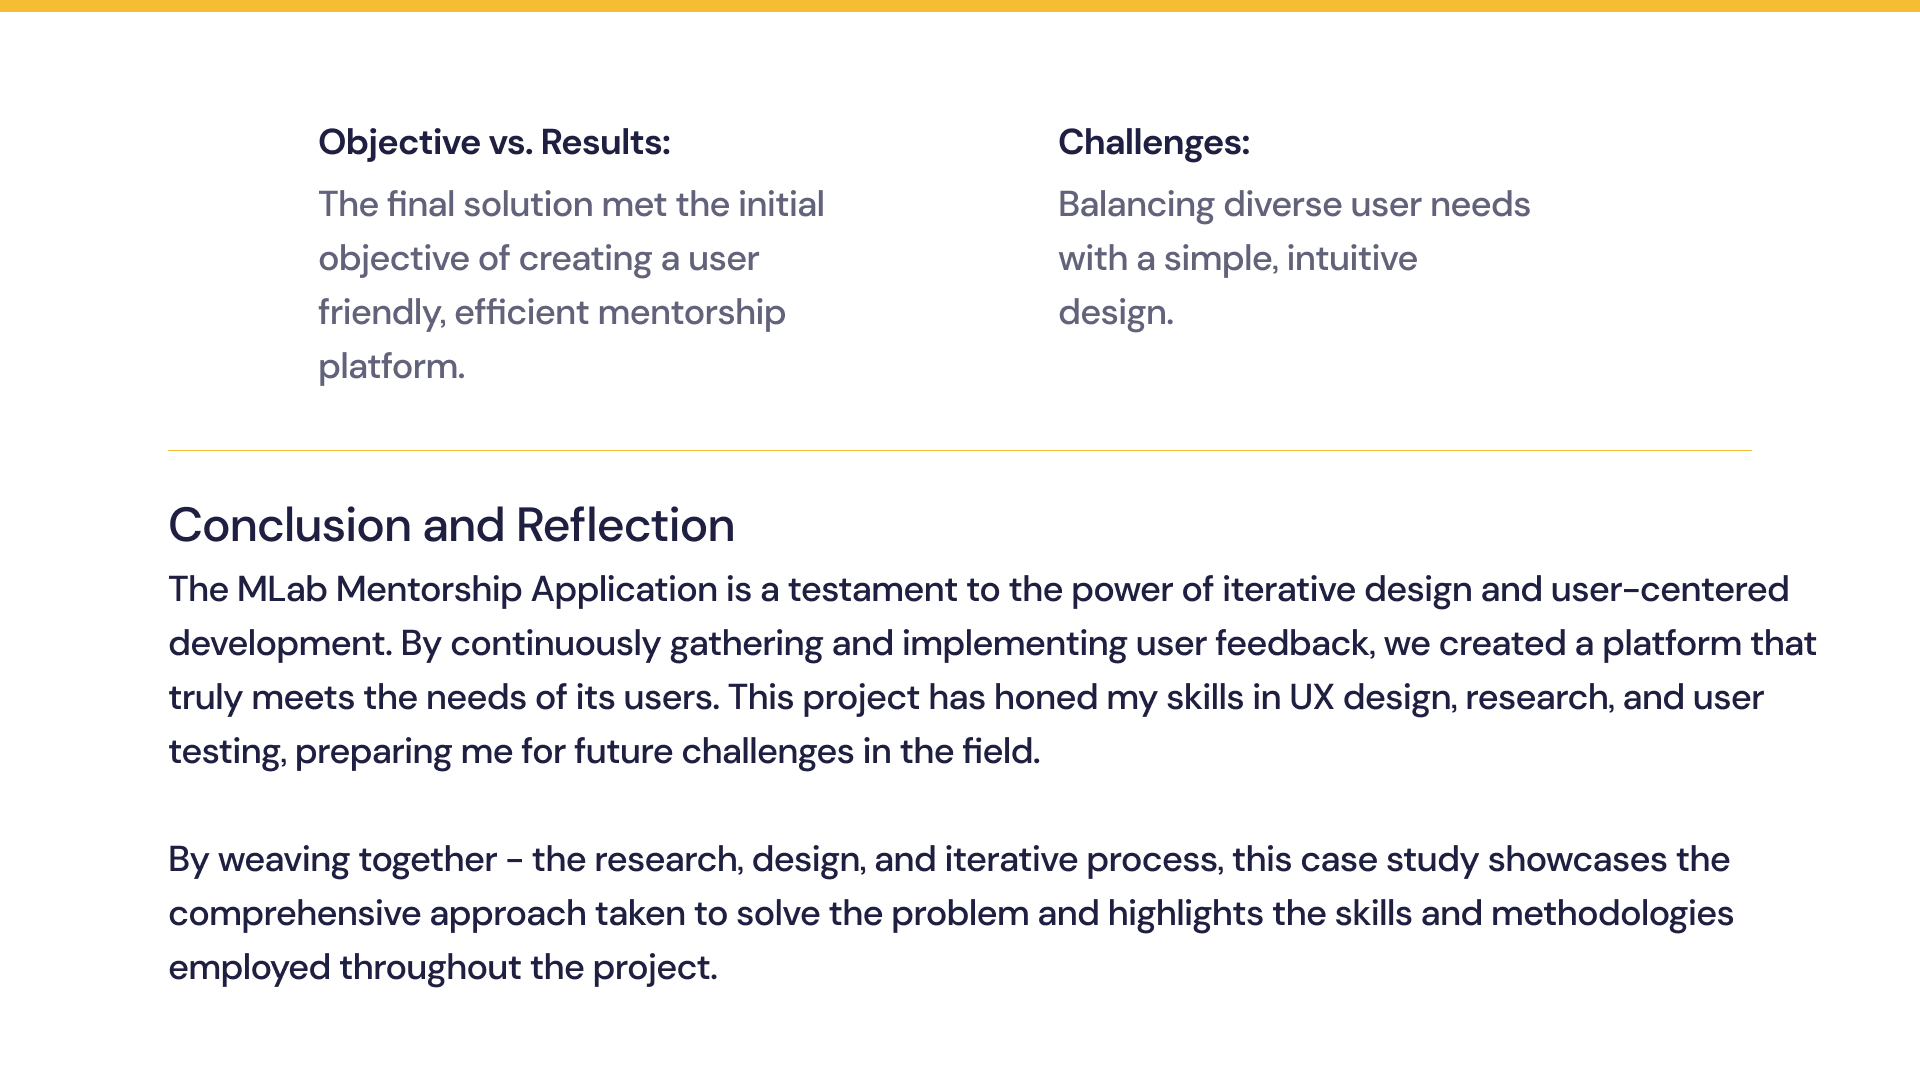 Objective vs. Results:
The final solution met the initial
objective of creating a user
friendly, efficient mentorship
platform.
Challenges:
Balancing diverse user needs
with a simple, intuitive
design.
Conclusion and Reflection
The MLab Mentorship Application is a testament to the power of iterative design and user-centered
development. By continuously gathering and implementing user feedback, we created a platform that
truly meets the needs of its users. This project has honed my skills in UX design, research, and user
testing, preparing me for future challenges in the field.
By weaving together - the research, design, and iterative process, this case study showcases the
comprehensive approach taken to solve the problem and highlights the skills and methodologies
employed throughout the project.